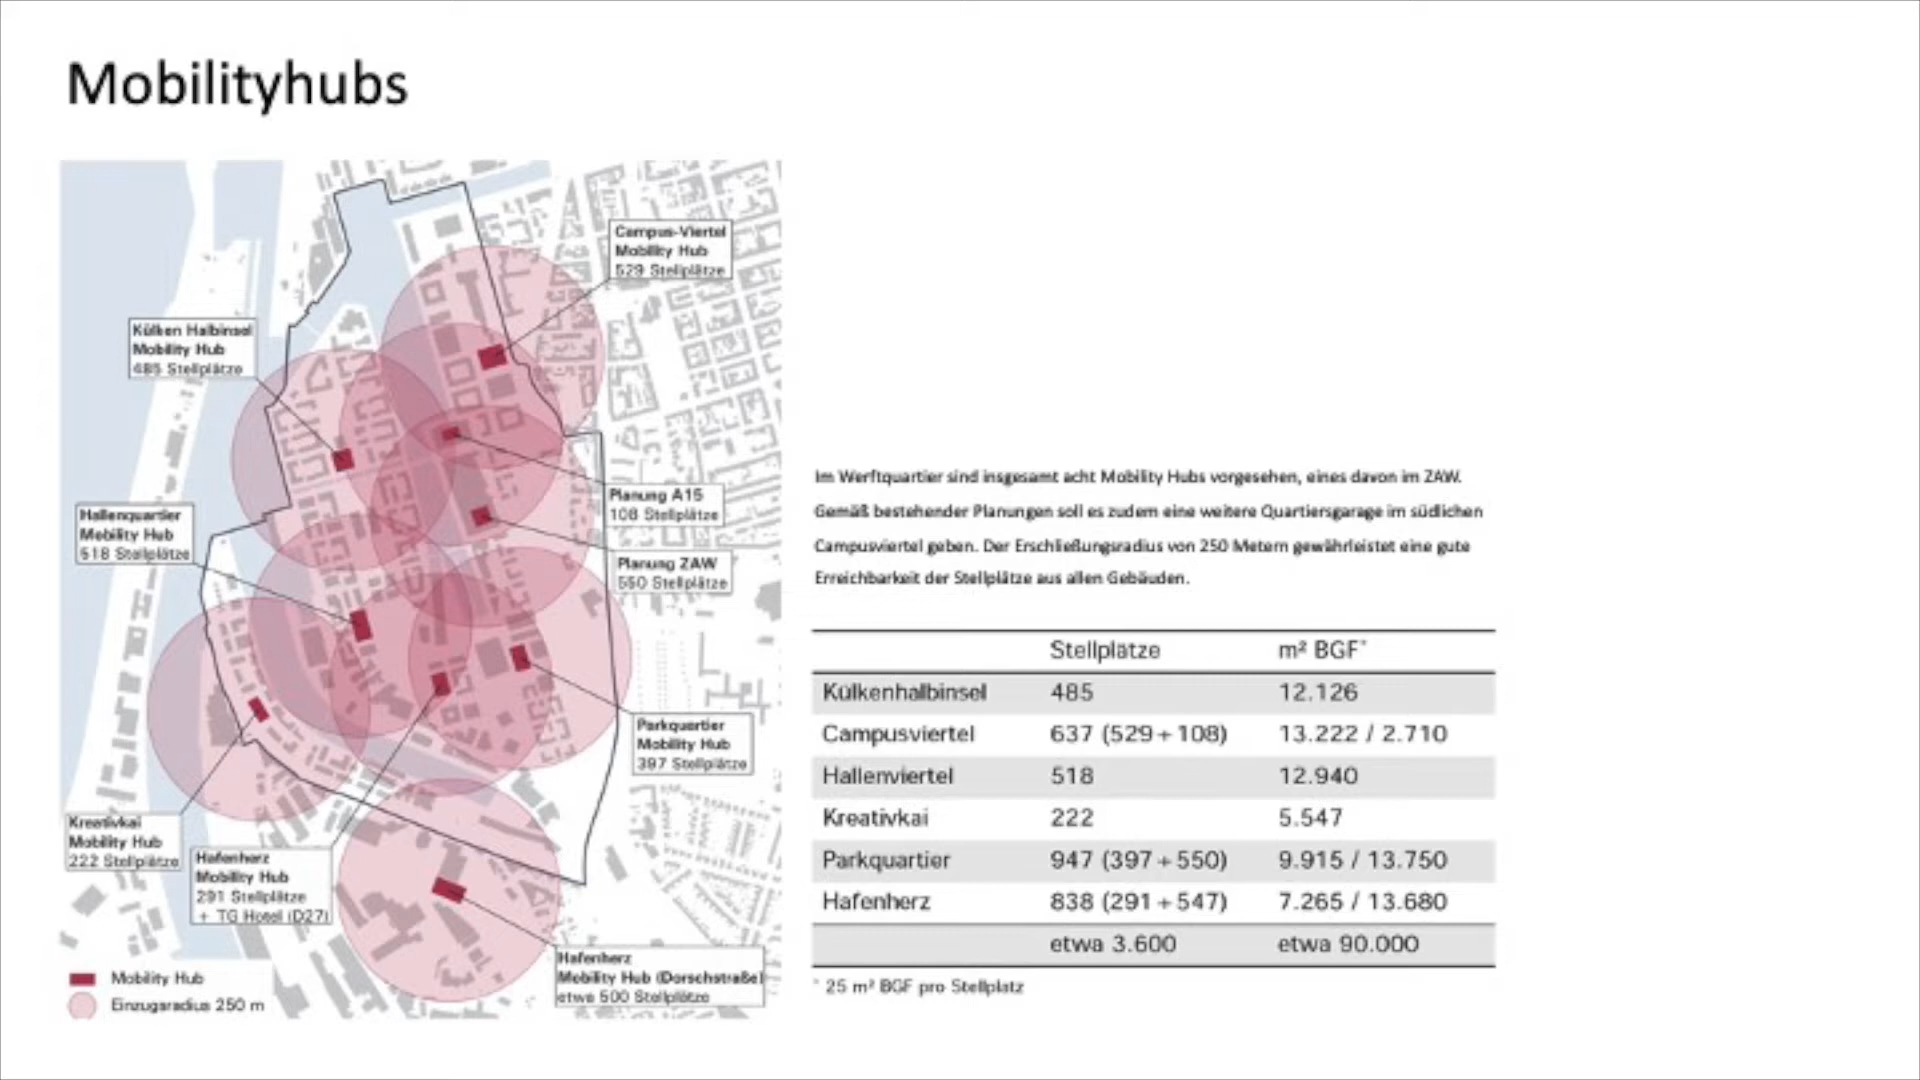 Mobilityhubs
Campus-Viertel
Mobility Hub
529 Stellplätze
Külken Halbinsel
Mobility Hub
485 Stellplätze
Hallenquartier
Mobility Hub
518 Stellplätze
Planung A15
108 Stellplätze
Planung ZAW
550 Stellplätze
Parkquartier
Mobility Hub
397 Stellplätze
Kreativkai
Mobility Hub
222 Stellplätze
Hafenherz
Mobility Hub
291 Stellplätze
+ TG Hotel (D27)
Hafenherz
Mobility Hub (Dorschstraße)
etwa 500 Stellplätze
Mobility Hub
Einzugsradius 250 m
Im Werftquartier sind insgesamt acht Mobility Hubs vorgesehen, eines davon im ZAW.
Gemäß bestehender Planungen soll es zudem eine weitere Quartiersgarage im südlichen
Campusviertel geben. Der Erschließungsradius von 250 Metern gewährleistet eine gute
Erreichbarkeit der Stellplätze aus allen Gebäuden.
Stellplätze m² BGF*
Külkenhalbinsel 485 12.126
Campusviertel 637 (529 + 108) 13.222 / 2.710
Hallenviertel 518 12.940
Kreativkai 222 5.547
Parkquartier 947 (397 + 550) 9.915 / 13.750
Hafenherz 838 (291 + 547) 7.265 / 13.680
etwa 3.600 etwa 90.000
* 25 m² BGF pro Stellplatz